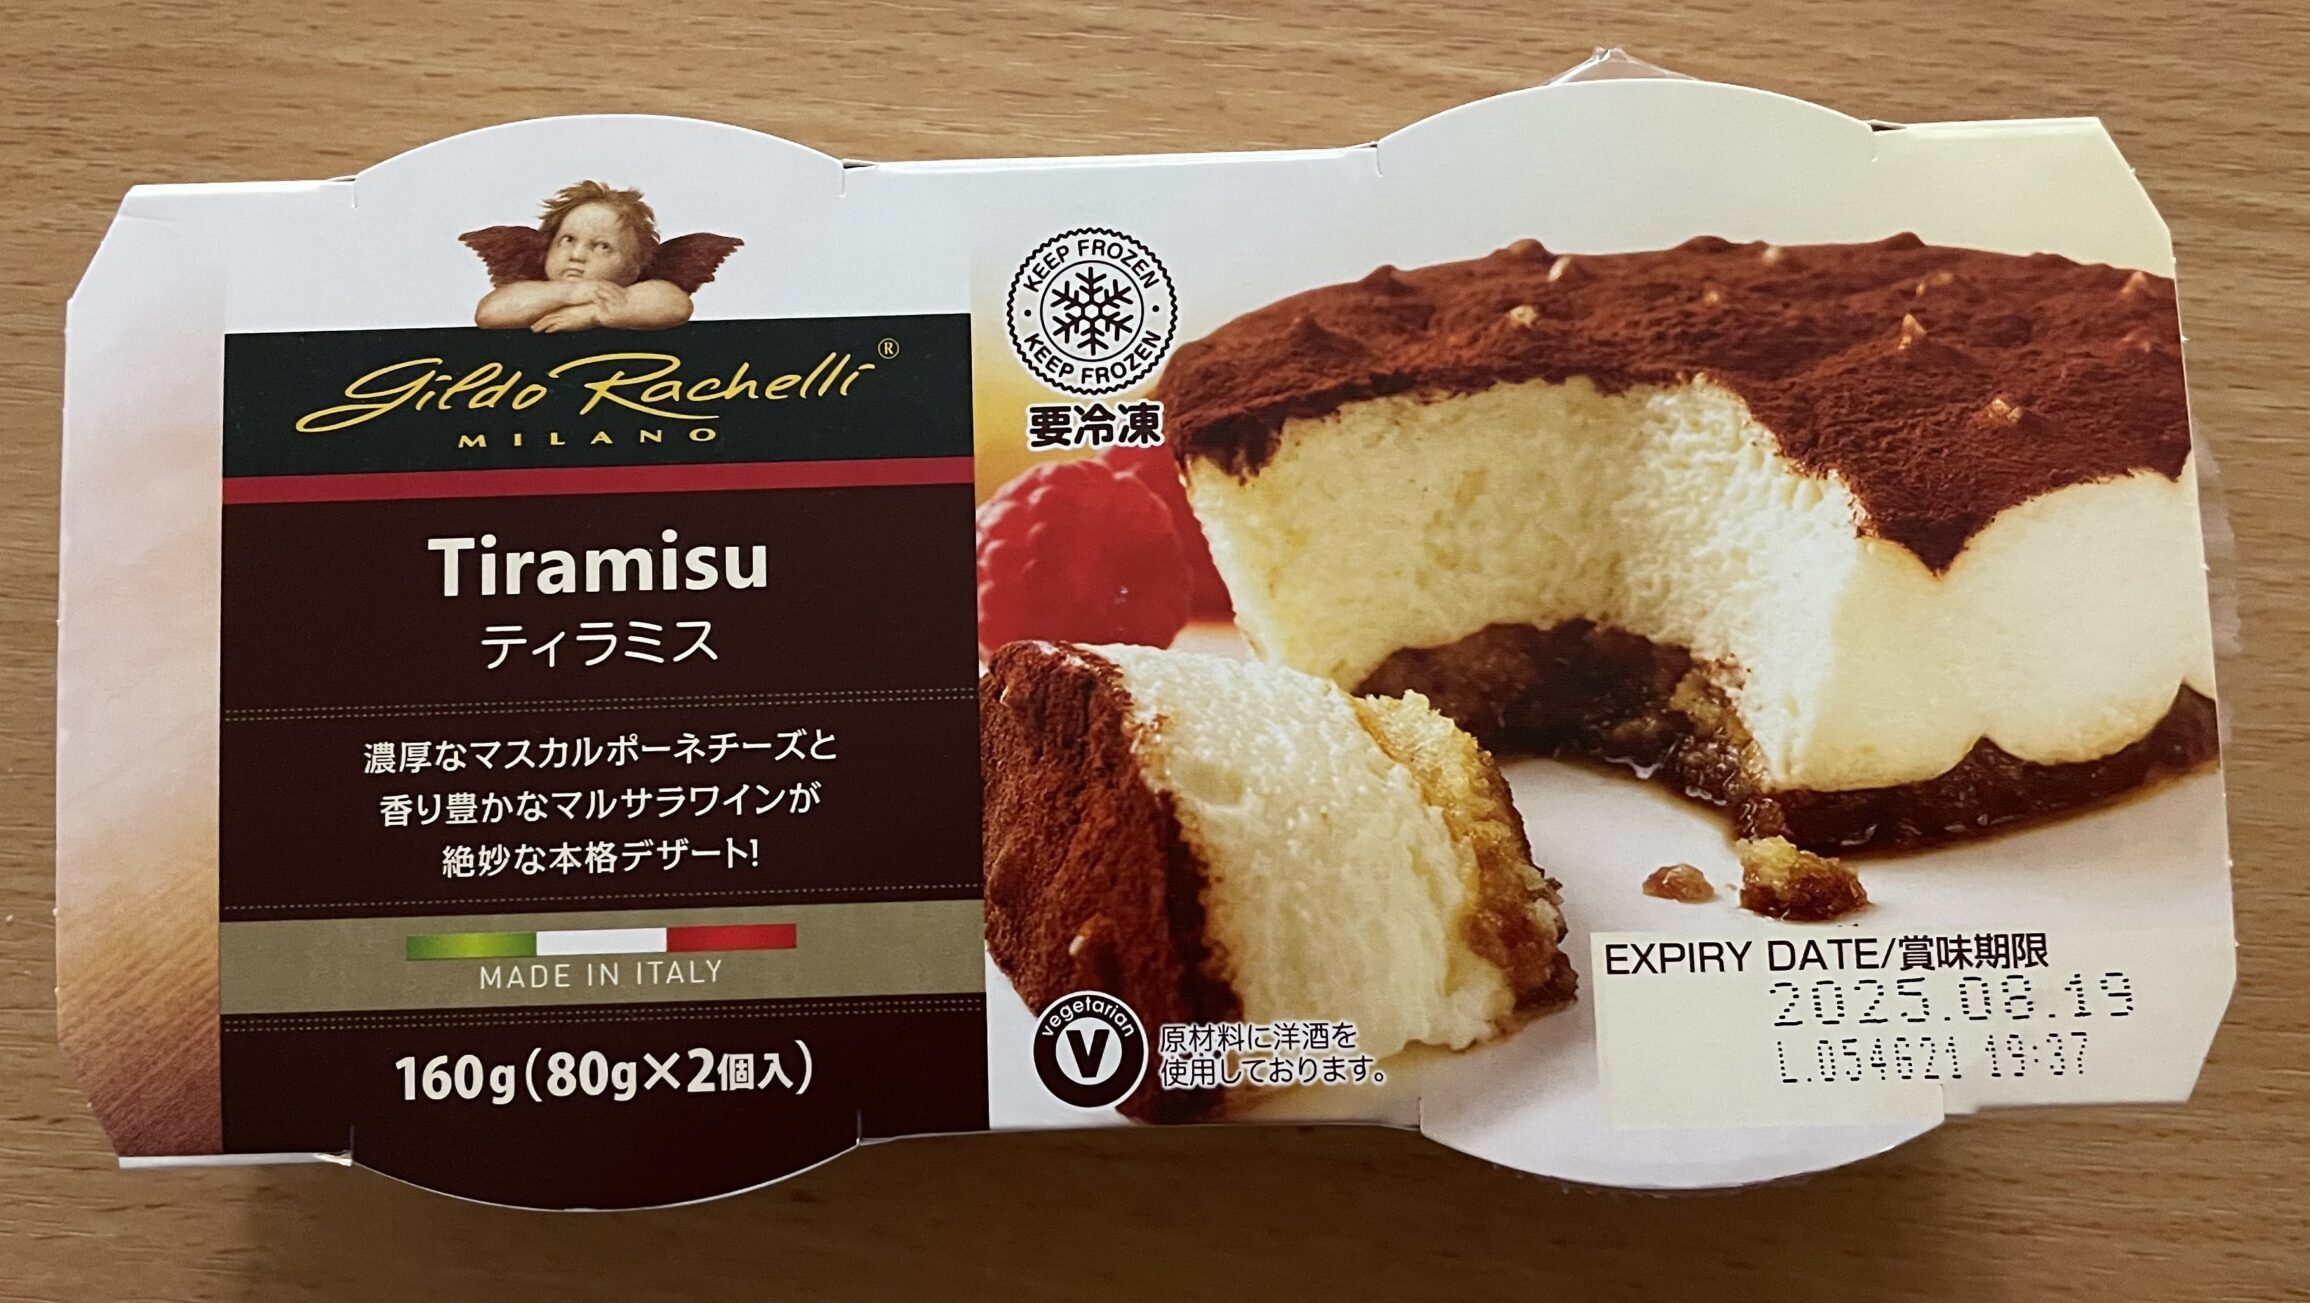 Gildo Rachelli®
MILANO
Tiramisu
ティラミス
濃厚なマスカルポーネチーズと
香り豊かなマルサラワインが
絶妙な本格デザート!
MADE IN ITALY
160g(80g×2個入)
KEEP FROZEN
KEEP FROZEN
要冷凍
vegetarian
V
原材料に洋酒を
使用しております。
EXPIRY DATE/賞味期限
2025.08.19
L.054621 19:37